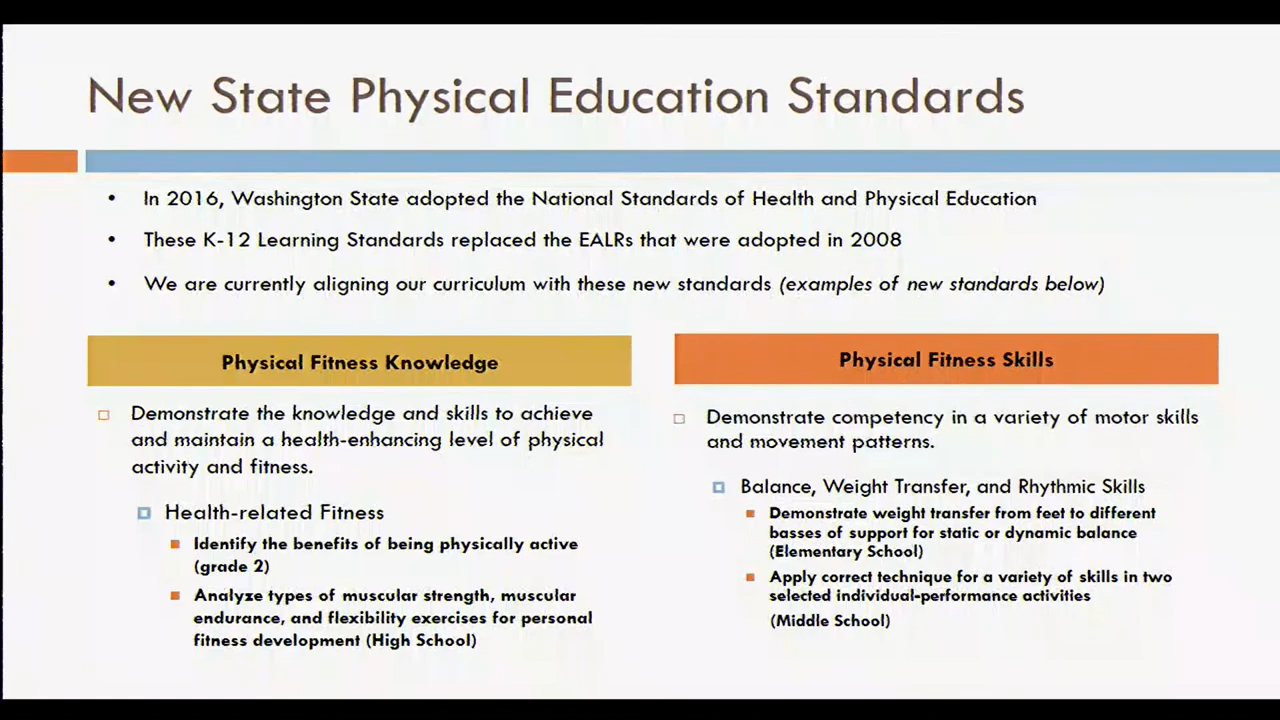 New State Physical Education Standards
• In 2016, Washington State adopted the National Standards of Health and Physical Education
• These K-12 Learning Standards replaced the EALRs that were adopted in 2008
• We are currently aligning our curriculum with these new standards (examples of new standards below)
Physical Fitness Knowledge
Demonstrate the knowledge and skills to achieve
and maintain a health-enhancing level of physical
activity and fitness.
Health-related Fitness
Identify the benefits of being physically active
(grade 2)
Analyze types of muscular strength, muscular
endurance, and flexibility exercises for personal
fitness development (High School)
Physical Fitness Skills
Demonstrate competency in a variety of motor skills
and movement patterns.
Balance, Weight Transfer, and Rhythmic Skills
Demonstrate weight transfer from feet to different
basses of support for static or dynamic balance
(Elementary School)
Apply correct technique for a variety of skills in two
selected individual-performance activities
(Middle School)